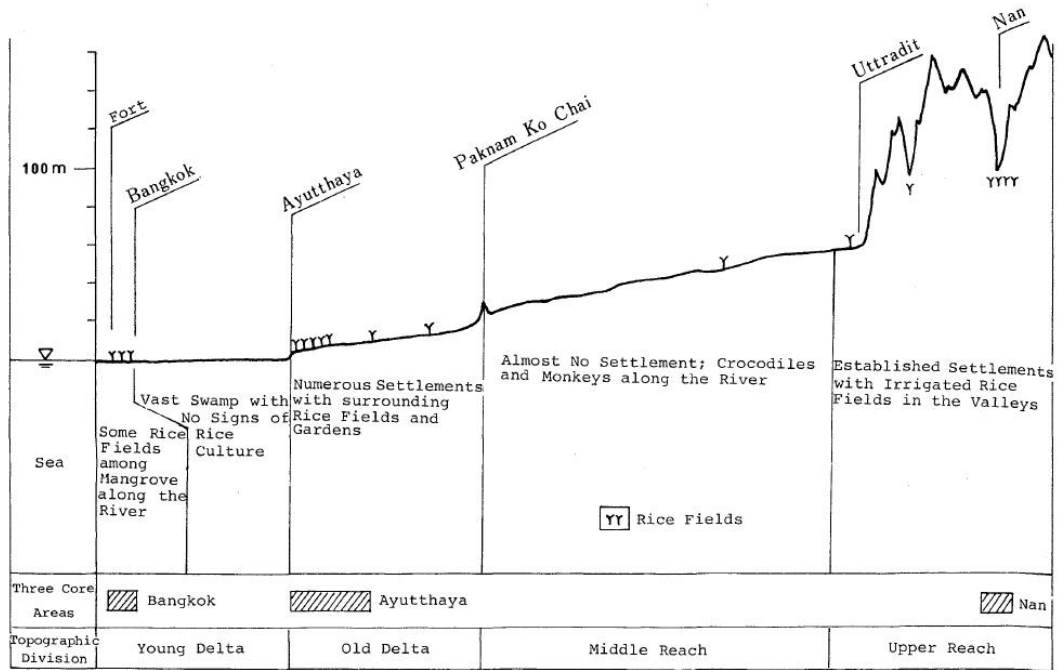 Nan
Uttradit
Fort
Paknam Ko Chai
100 m
Bangkok
Ayutthaya
Almost No Settlement; Crocodiles
and Monkeys along the River
Established Settlements
with Irrigated Rice
Fields in the Valleys
Numerous Settlements
with surrounding
Rice Fields and
Gardens
Vast Swamp with
No Signs of
Rice
Culture
Some Rice
Fields
among
Mangrove
along the
River
Sea
Rice Fields
Three Core
Areas
Bangkok
Ayutthaya
Nan
Topographic
Division
Young Delta
Old Delta
Middle Reach
Upper Reach